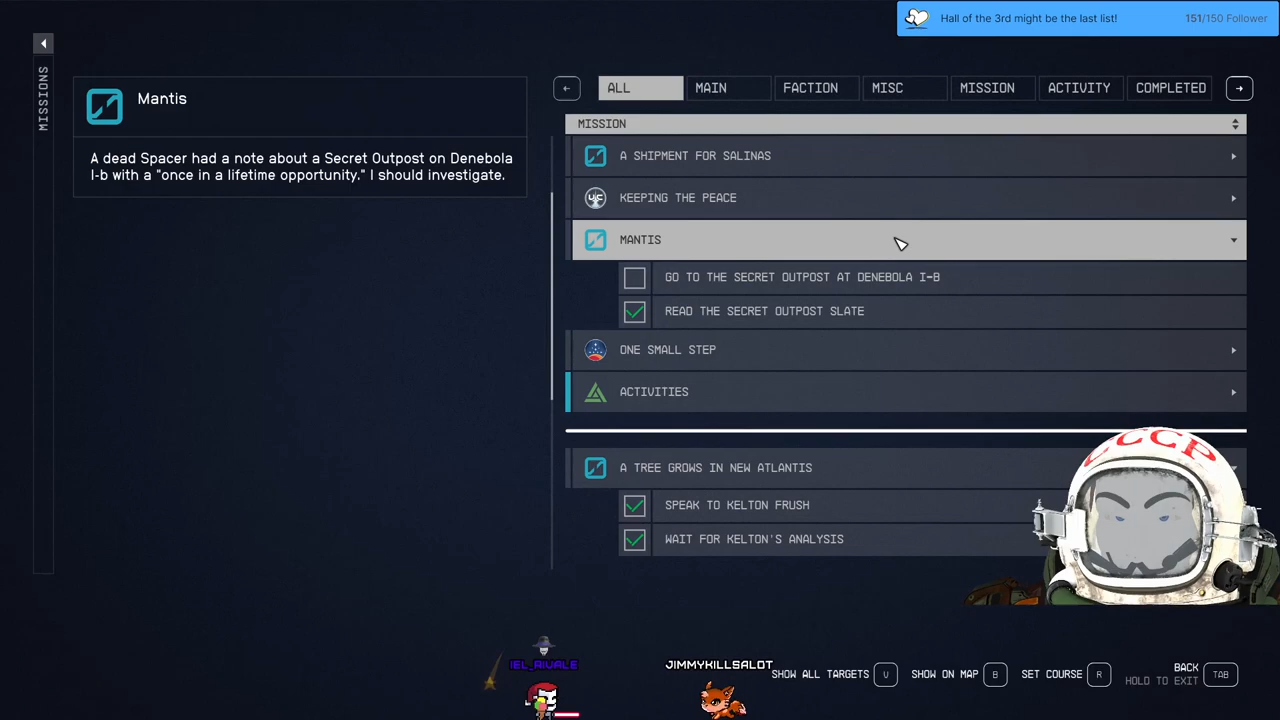 Hall of the 3rd might be the last list! 151/150 Follower
MISSIONS
Mantis
A dead Spacer had a note about a Secret Outpost on Denebola
I-b with a "once in a lifetime opportunity." I should investigate.
ALL MAIN FACTION MISC MISSION ACTIVITY COMPLETED
MISSION
A SHIPMENT FOR SALINAS
UC KEEPING THE PEACE
MANTIS
GO TO THE SECRET OUTPOST AT DENEBOLA I-B
READ THE SECRET OUTPOST SLATE
ONE SMALL STEP
ACTIVITIES
A TREE GROWS IN NEW ATLANTIS
SPEAK TO KELTON FRUSH
WAIT FOR KELTON'S ANALYSIS
CCCP
IEL_RIVALE
JIMMYKILLSALOT
SHOW ALL TARGETS V SHOW ON MAP B SET COURSE R BACK TAB
HOLD TO EXIT